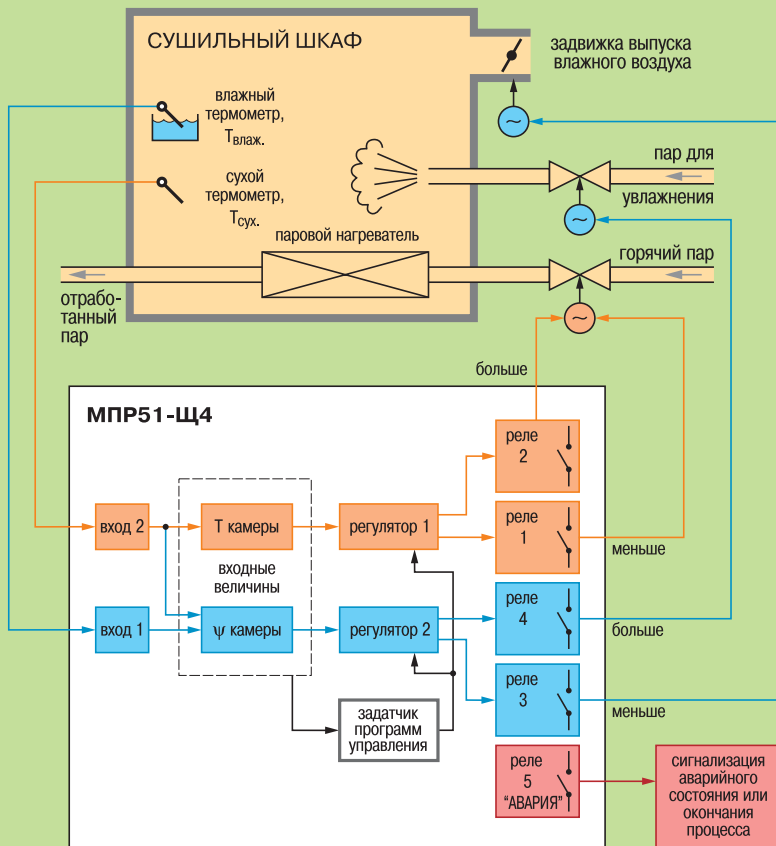 СУШИЛЬНЫЙ ШКАФ
задвижка выпуска
влажного воздуха
влажный
термометр,
Твлаж.
сухой
термометр,
Тсух.
~
пар для
увлажнения
~
паровой нагреватель
горячий пар
~
отрабо-
танный
пар
больше
МПР51-Щ4
реле
2
вход 2
Т камеры
регулятор 1
реле
1
меньше
входные
величины
вход 1
ψ камеры
регулятор 2
реле
4
больше
реле
3
меньше
задатчик
программ
управления
реле
5
"АВАРИЯ"
сигнализация
аварийного
состояния или
окончания
процесса